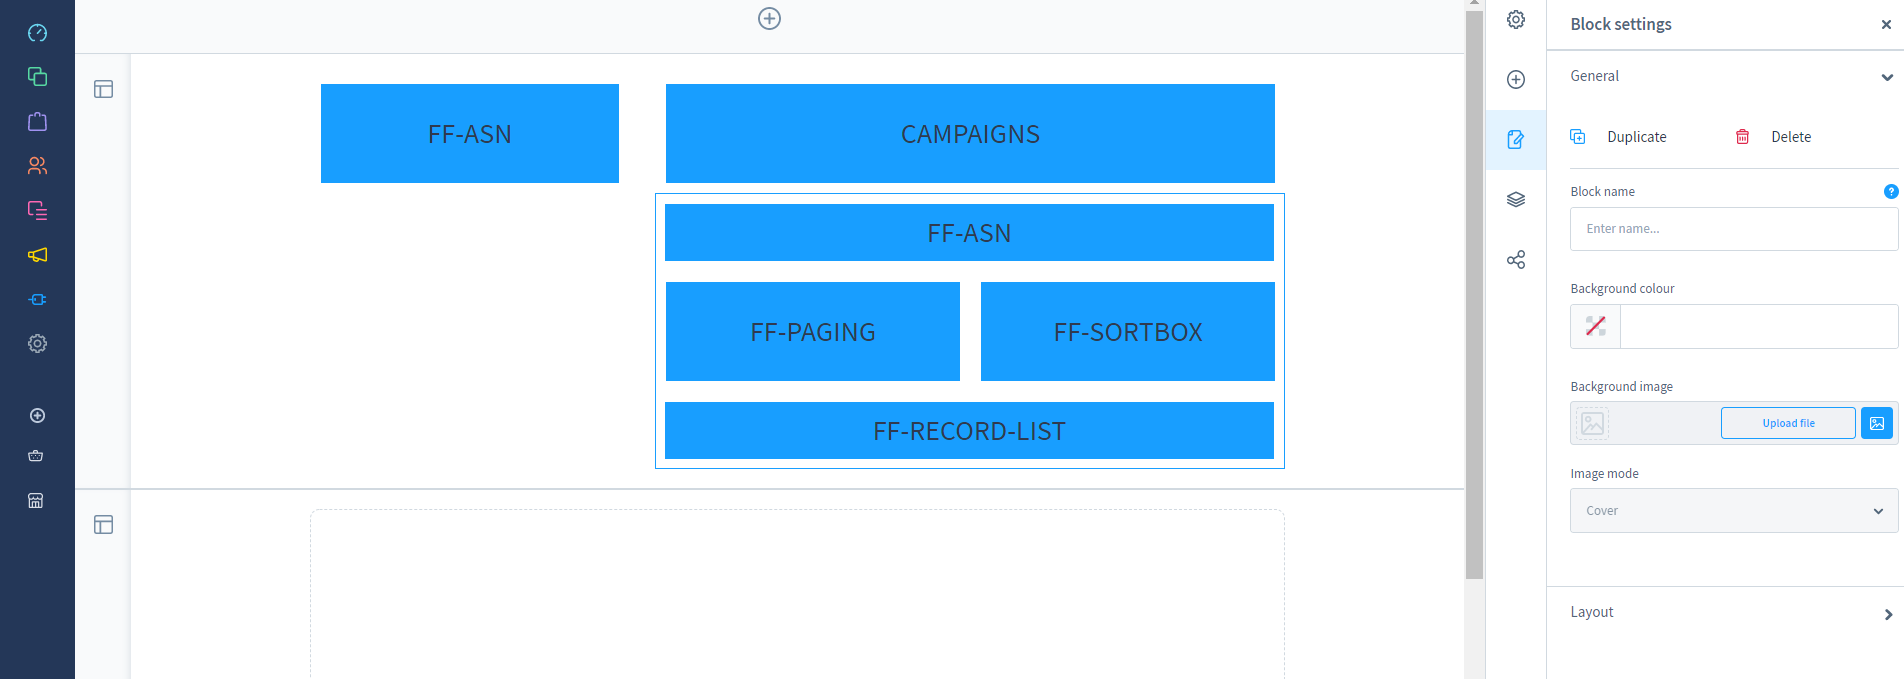 FF-ASN
CAMPAIGNS
FF-ASN
FF-PAGING
FF-SORTBOX
FF-RECORD-LIST
Block settings
General
Duplicate
Delete
Block name
?
Enter name...
Background colour
Background image
Upload file
Image mode
Cover
Layout